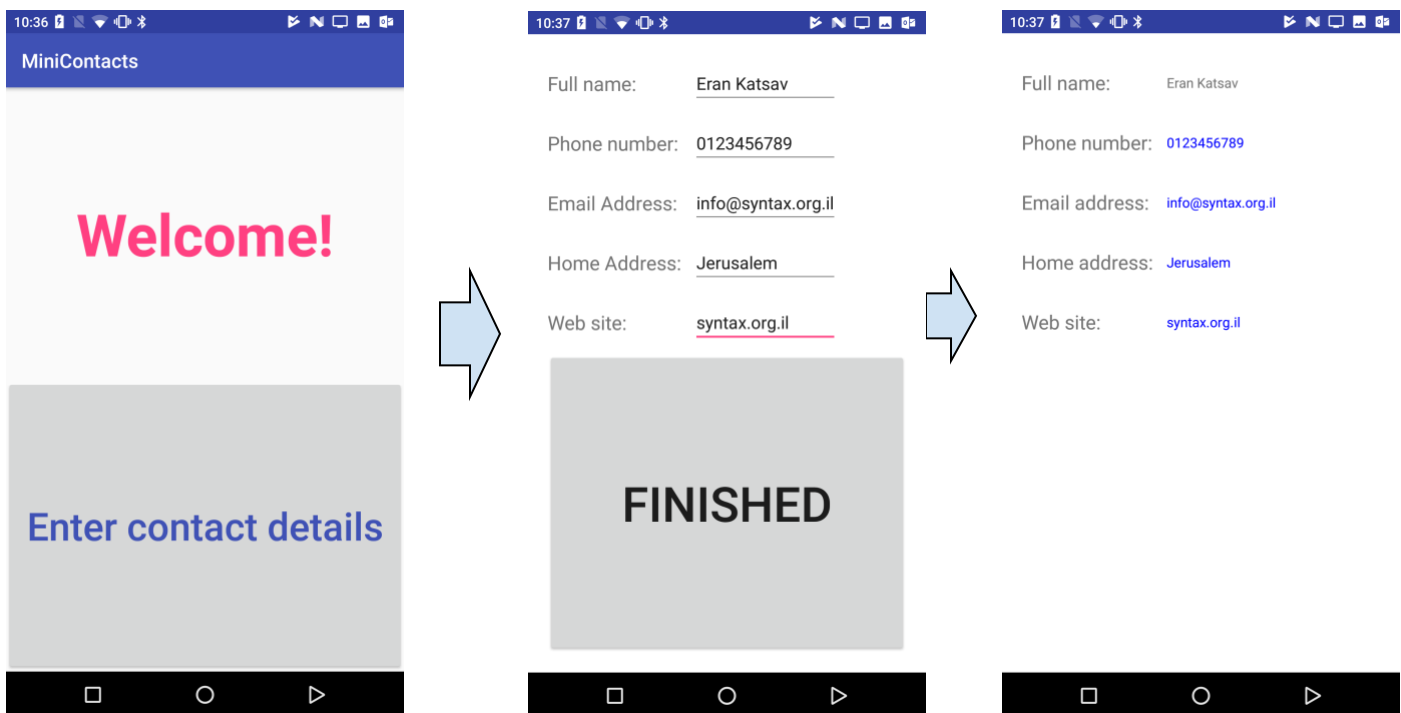 10:36
MiniContacts
Welcome!
Enter contact details
10:37
Full name: Eran Katsav
Phone number: 0123456789
Email Address: info@syntax.org.il
Home Address: Jerusalem
Web site: syntax.org.il
FINISHED
10:37
Full name: Eran Katsav
Phone number: 0123456789
Email address: info@syntax.org.il
Home address: Jerusalem
Web site: syntax.org.il